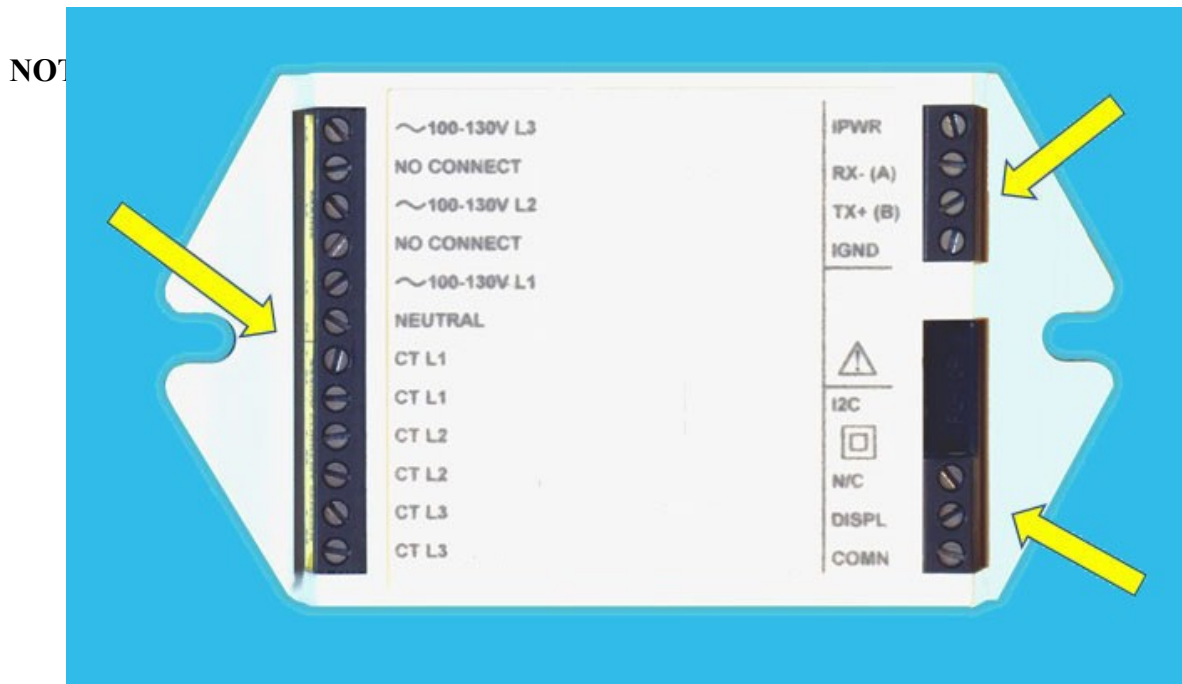 NOT
~100-130V L3
NO CONNECT
~100-130V L2
NO CONNECT
~100-130V L1
NEUTRAL
CT L1
CT L1
CT L2
CT L2
CT L3
CT L3
IPWR
RX- (A)
TX+ (B)
IGND
I2C
N/C
DISPL
COMN